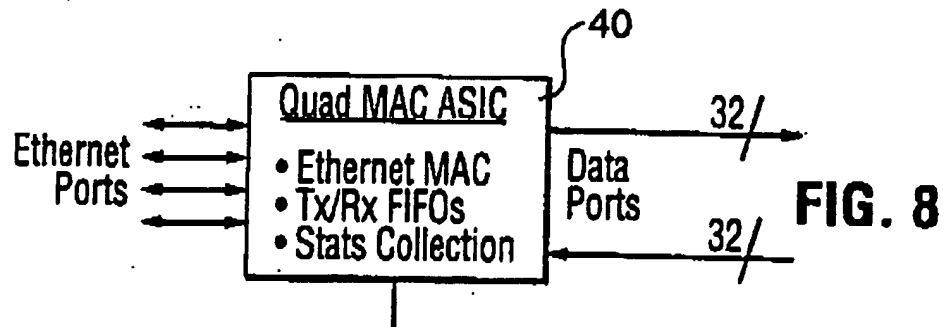 40
Quad MAC ASIC
• Ethernet MAC
• Tx/Rx FIFOs
• Stats Collection
Ethernet
Ports
Data
Ports
32
32
FIG. 8